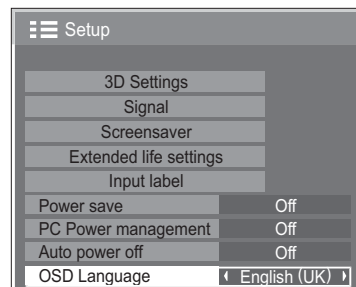 Setup
3D Settings
Signal
Screensaver
Extended life settings
Input label
Power save Off
PC Power management Off
Auto power off Off
OSD Language English (UK)